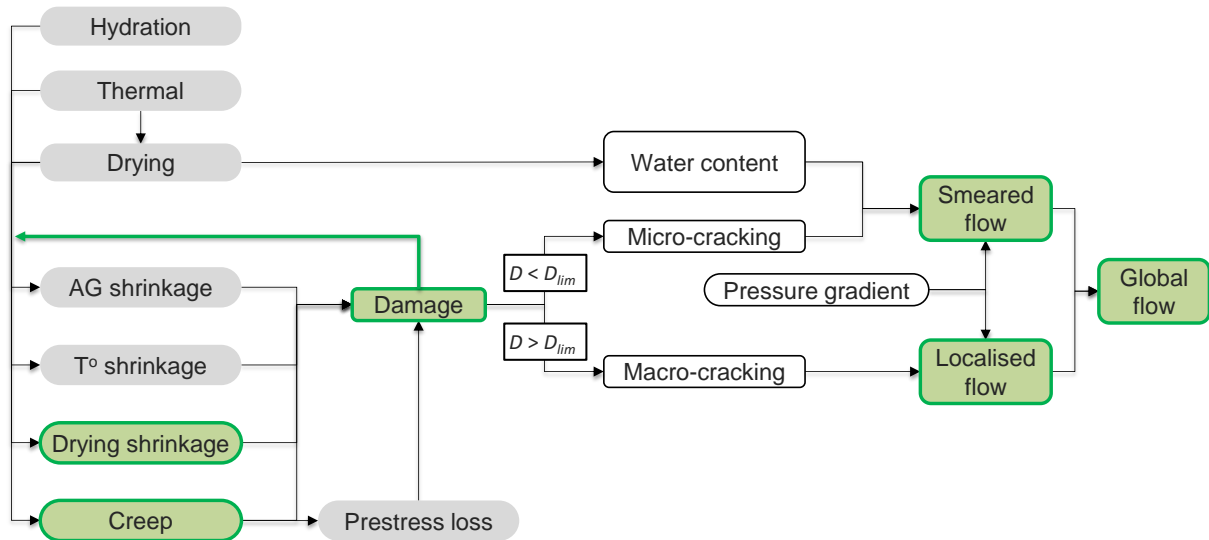 Hydration
Thermal
Drying
Water content
Smeared
flow
Micro-cracking
D < Dlim
AG shrinkage
Damage
Pressure gradient
Global
flow
D > Dlim
Tº shrinkage
Macro-cracking
Localised
flow
Drying shrinkage
Creep
Prestress loss